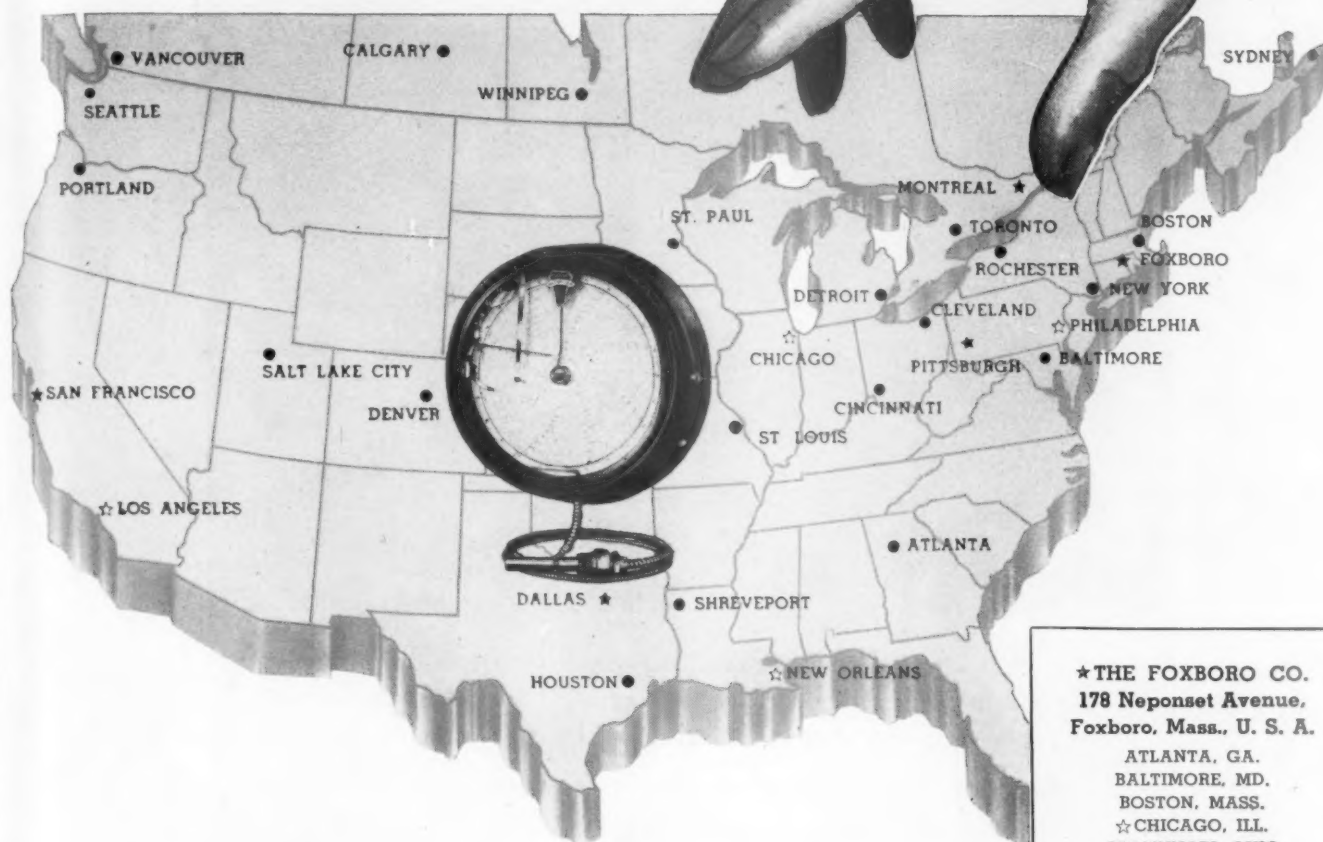 SYDNEY
VANCOUVER
CALGARY
WINNIPEG
SEATTLE
PORTLAND
MONTREAL
ST. PAUL
TORONTO
BOSTON
ROCHESTER
FOXBORO
DETROIT
NEW YORK
CLEVELAND
PHILADELPHIA
CHICAGO
SALT LAKE CITY
PITTSBURGH
BALTIMORE
SAN FRANCISCO
DENVER
CINCINNATI
ST LOUIS
LOS ANGELES
ATLANTA
DALLAS
SHREVEPORT
NEW ORLEANS
HOUSTON
★THE FOXBORO CO.
178 Neponset Avenue,
Foxboro, Mass., U. S. A.
ATLANTA, GA.
BALTIMORE, MD.
BOSTON, MASS.
☆CHICAGO, ILL.